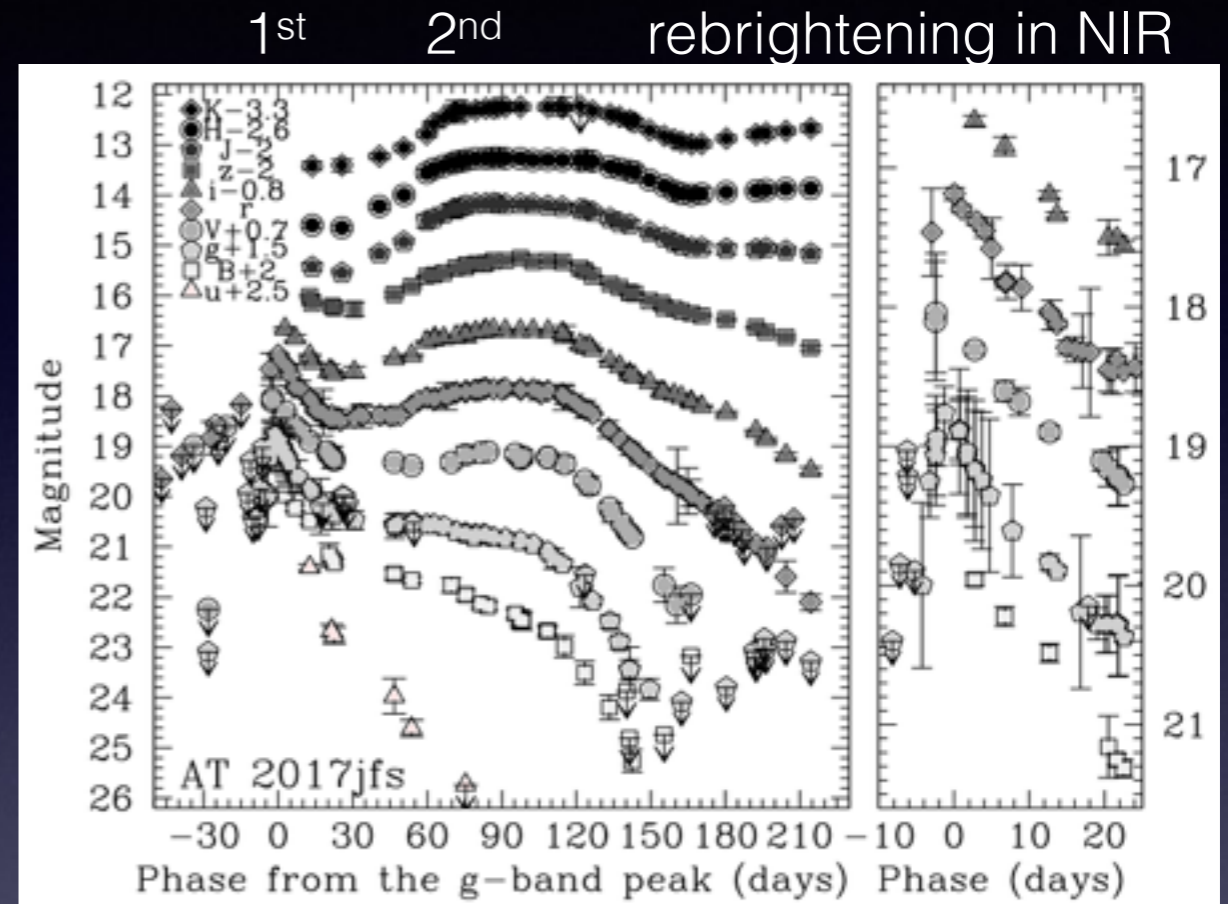 1st 2nd rebrightening in NIR
12
13
14
15
16
17
18
19
20
21
22
23
24
25
26
Magnitude
K-3.3
H-2.6
J-2
z-2
i-0.8
r
V+0.7
g+1.5
B+2
u+2.5
AT 2017jfs
17
18
19
20
21
-30 0 30 60 90 120 150 180 210
-10 0 10 20
Phase from the g-band peak (days)
Phase (days)